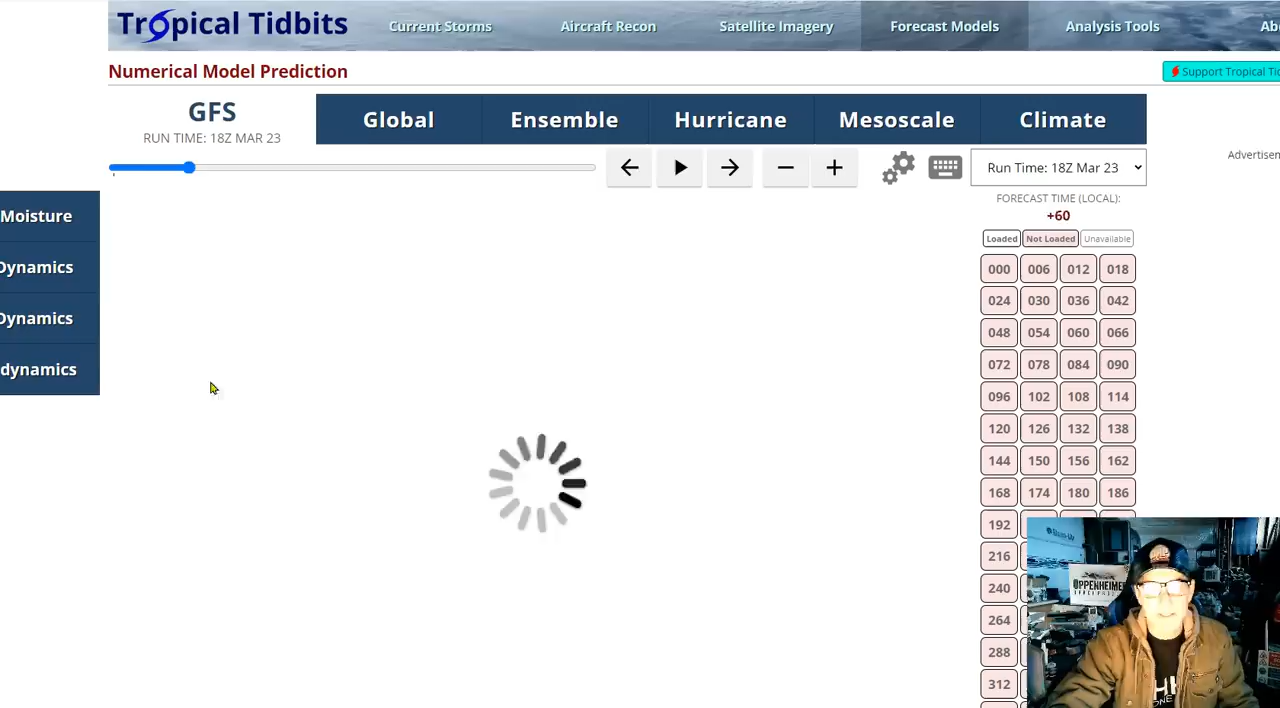 Tropical Tidbits
Current Storms
Aircraft Recon
Satellite Imagery
Forecast Models
Analysis Tools
Ab
Numerical Model Prediction
Support Tropical Tid
GFS
RUN TIME: 18Z MAR 23
Global
Ensemble
Hurricane
Mesoscale
Climate
Run Time: 18Z Mar 23
Advertisem
FORECAST TIME (LOCAL):
+60
Loaded Not Loaded Unavailable
Moisture
Dynamics
Dynamics
dynamics
000 006 012 018
024 030 036 042
048 054 060 066
072 078 084 090
096 102 108 114
120 126 132 138
144 150 156 162
168 174 180 186
192
216
240
264
288
312
OPPENHEIMER